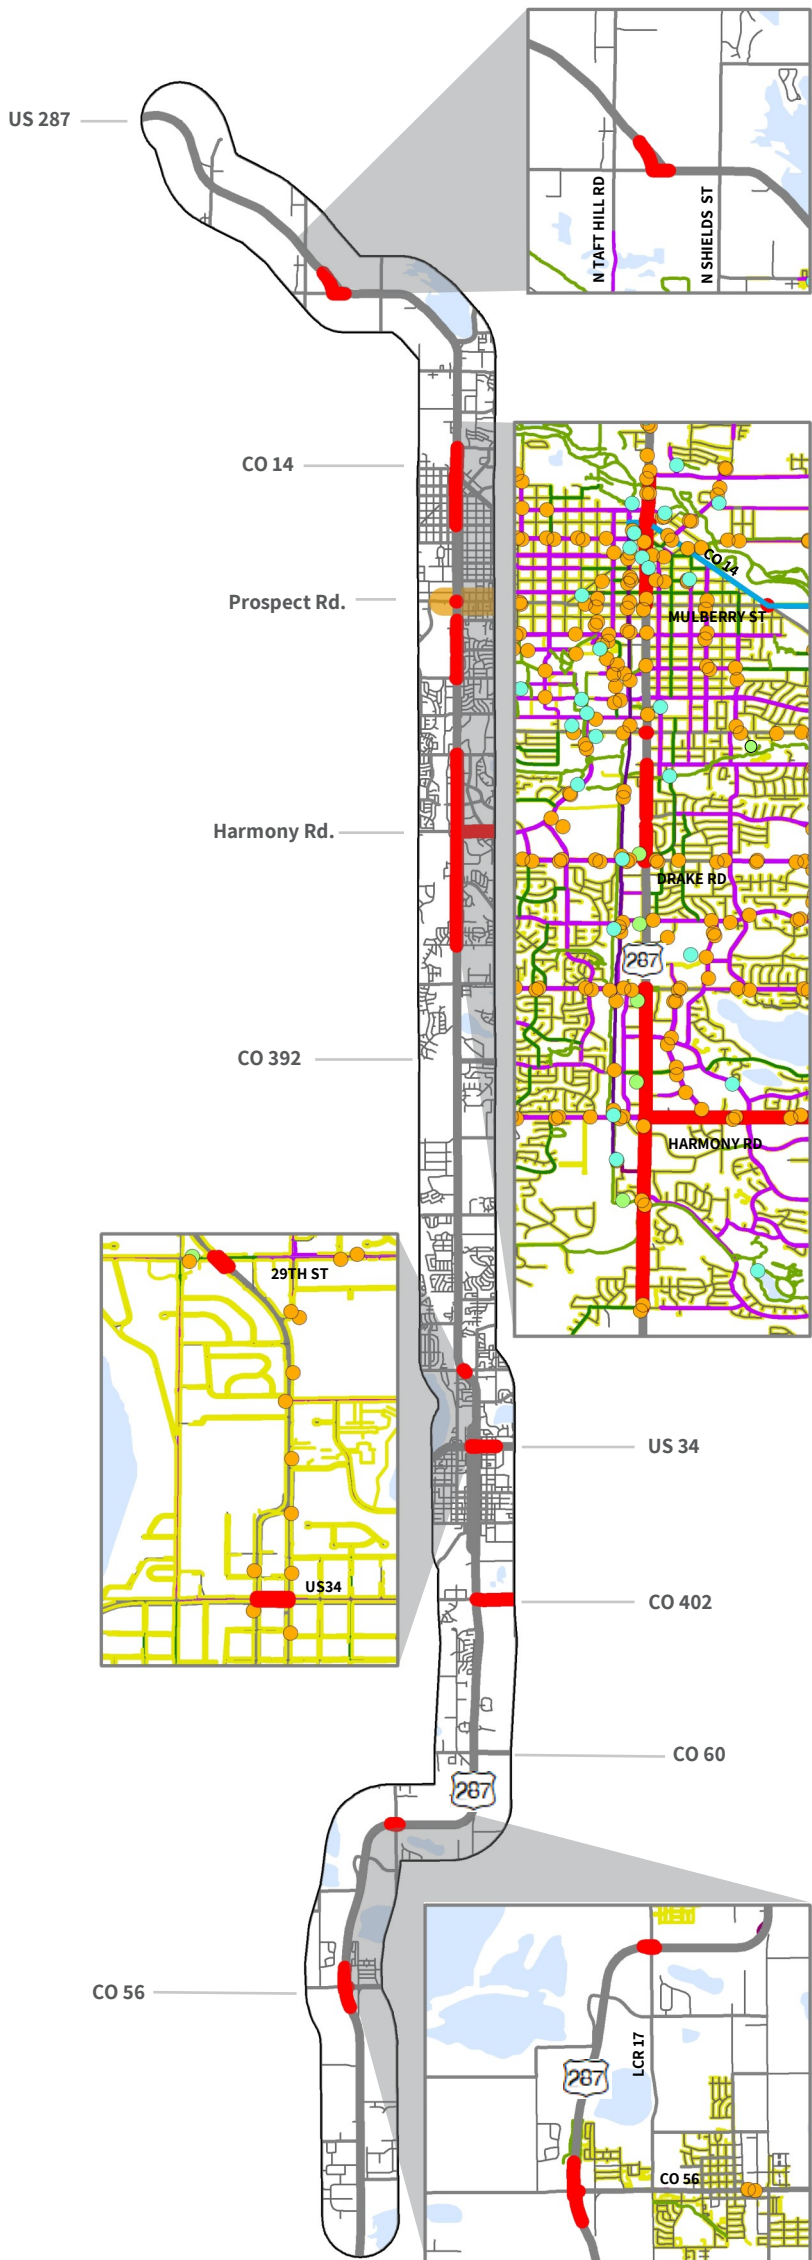 US 287
N TAFT HILL RD
N SHIELDS ST
CO 14
Prospect Rd.
Harmony Rd.
CO 392
CO 14
MULBERRY ST
DRAKE RD
287
HARMONY RD
29TH ST
US34
US 34
CO 402
CO 60
287
CO 56
LCR 17
287
CO 56